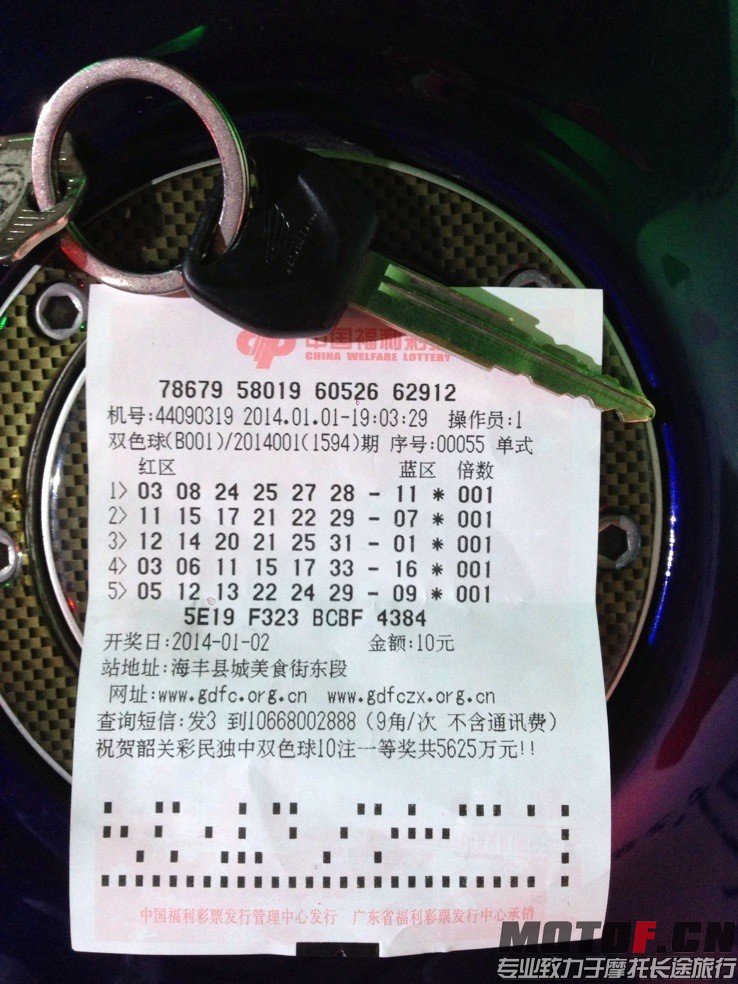 中国福利彩
CHINA WELFARE LOTTERY
78679 58019 60526 62912
机号:44090319 2014.01.01-19:03:29 操作员:1
双色球(B001)/2014001(1594)期 序号:00055 单式
红区 蓝区 倍数
1> 03 08 24 25 27 28 - 11 * 001
2> 11 15 17 21 22 29 - 07 * 001
3> 12 14 20 21 25 31 - 01 * 001
4> 03 06 11 15 17 33 - 16 * 001
5> 05 12 13 22 24 29 - 09 * 001
5E19 F323 BCBF 4384
开奖日:2014-01-02 金额:10元
站地址:海丰县城美食街东段
网址:www.gdfc.org.cn www.gdfczx.org.cn
查询短信:发3 到10668002888(9角/次 不含通讯费)
祝贺韶关彩民独中双色球10注一等奖共5625万元!!
中国福利彩票发行管理中心发行 广东省福利彩票发行中心承销
MOTOF.CN
专业致力于摩托长途旅行